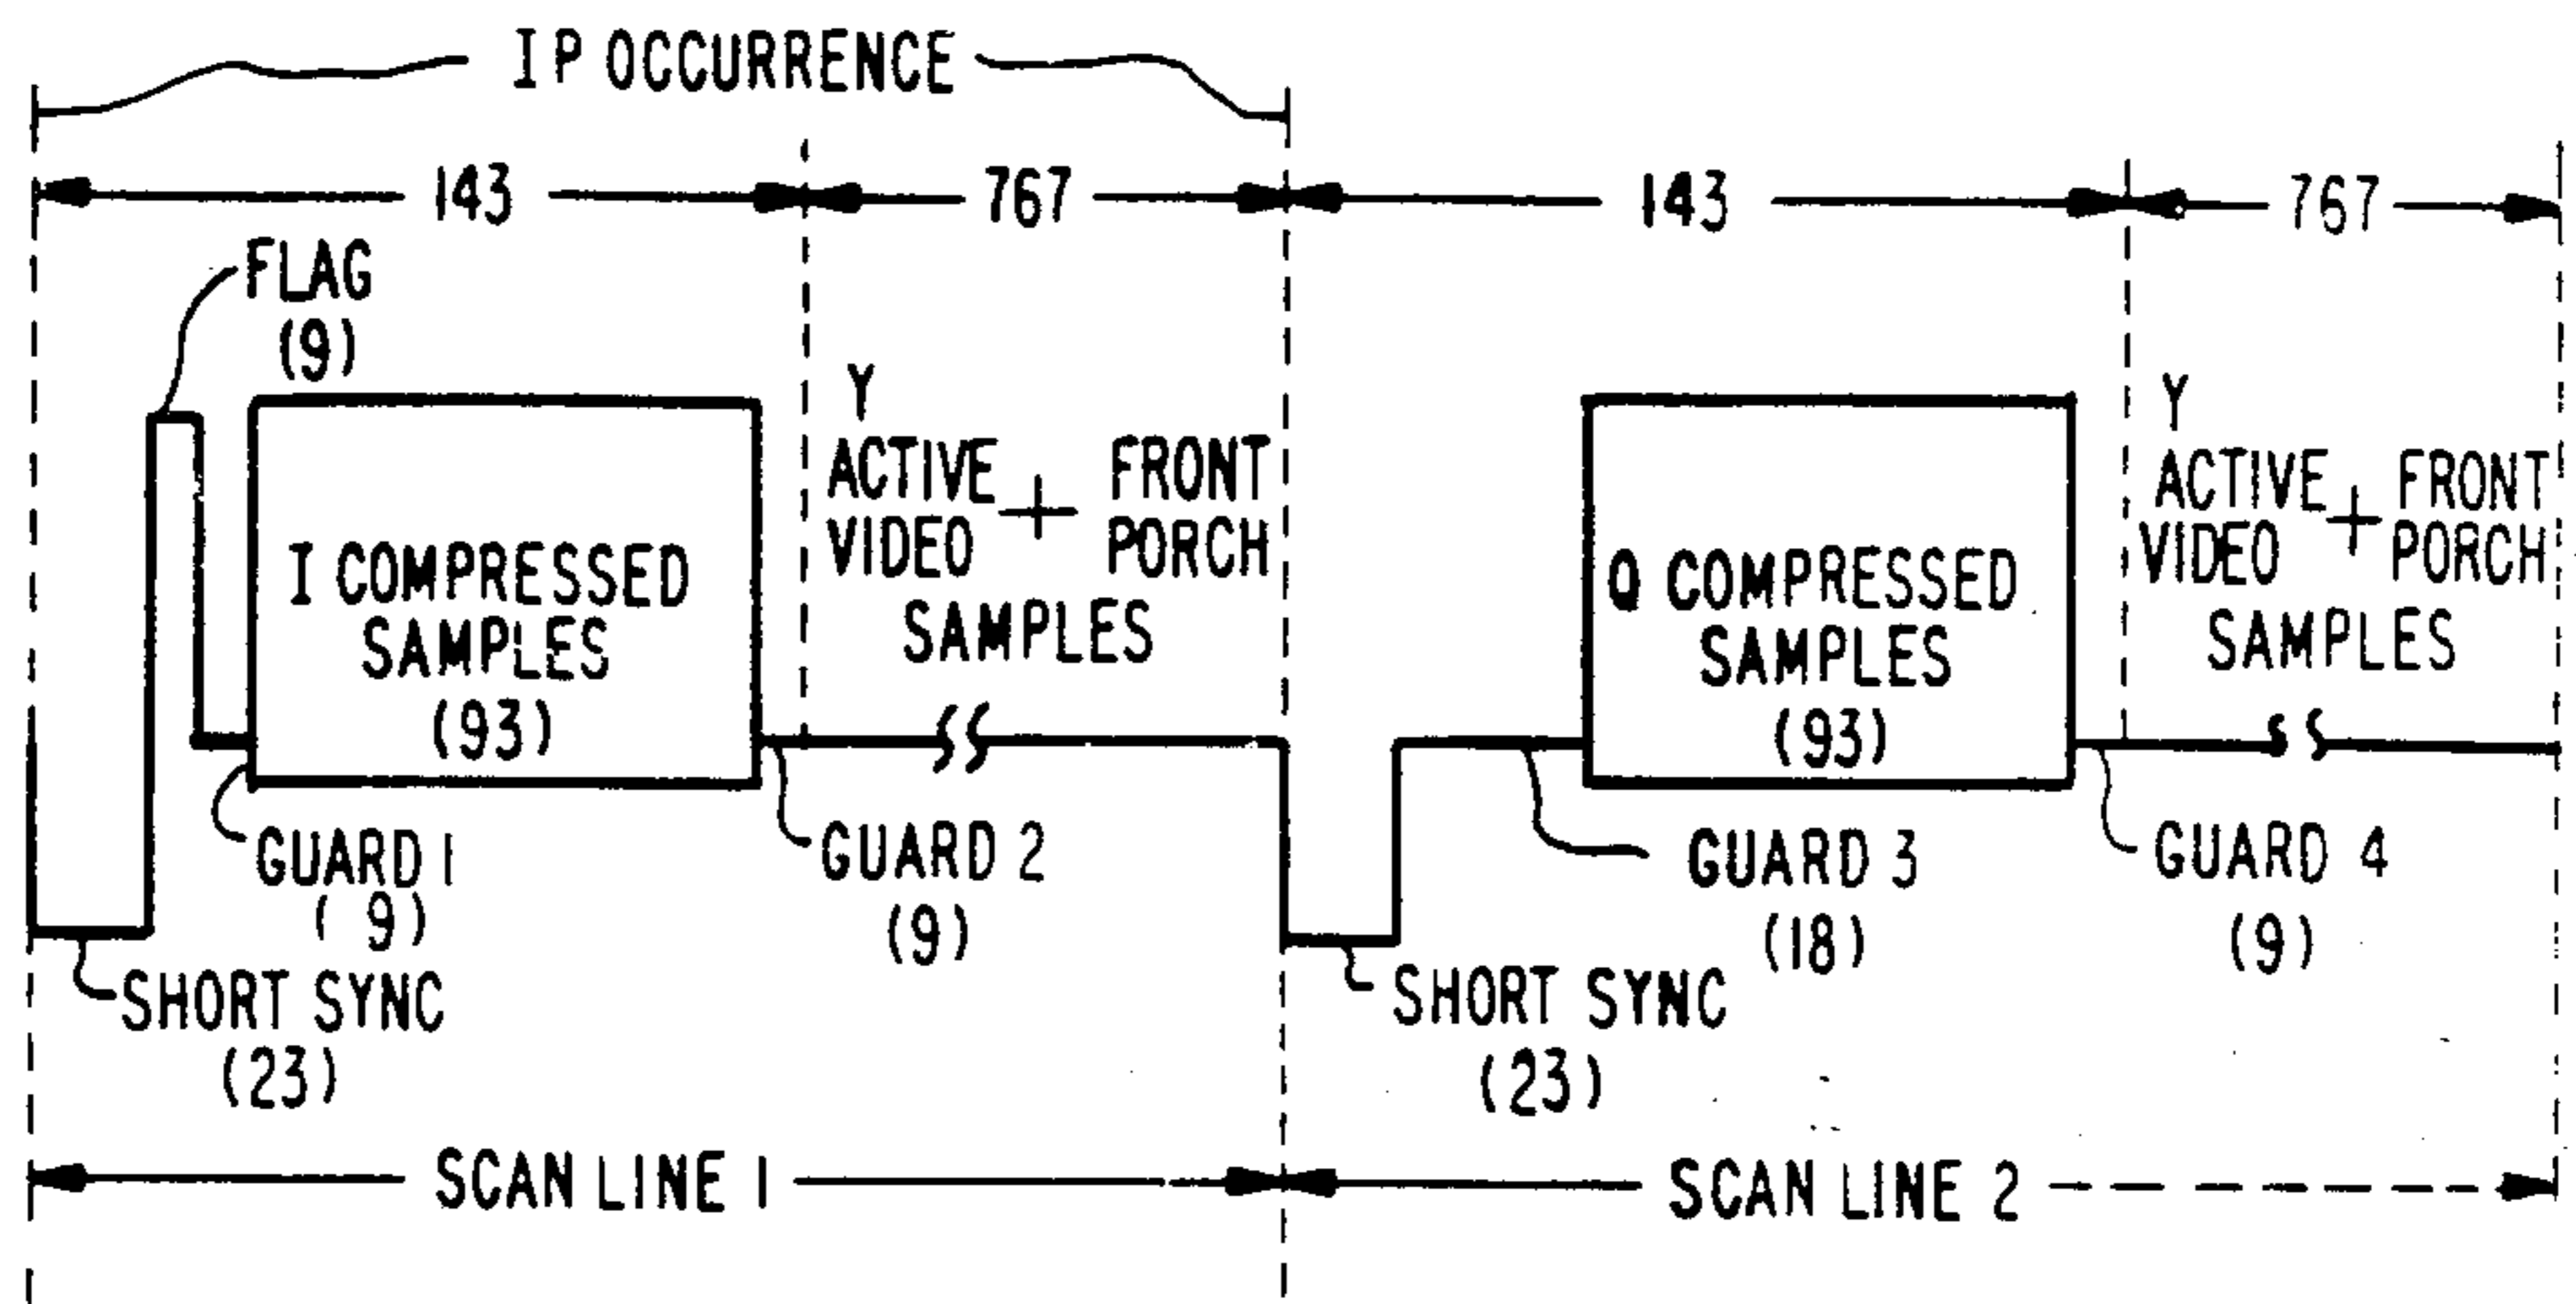 IP OCCURRENCE
143 767 143 767
FLAG
(9)
I COMPRESSED
SAMPLES
(93)
Y
ACTIVE
VIDEO
+
FRONT
PORCH
SAMPLES
Q COMPRESSED
SAMPLES
(93)
Y
ACTIVE
VIDEO
+
FRONT
PORCH
SAMPLES
GUARD 1
(9)
GUARD 2
(9)
GUARD 3
(18)
GUARD 4
(9)
SHORT SYNC
(23)
SHORT SYNC
(23)
SCAN LINE 1
SCAN LINE 2